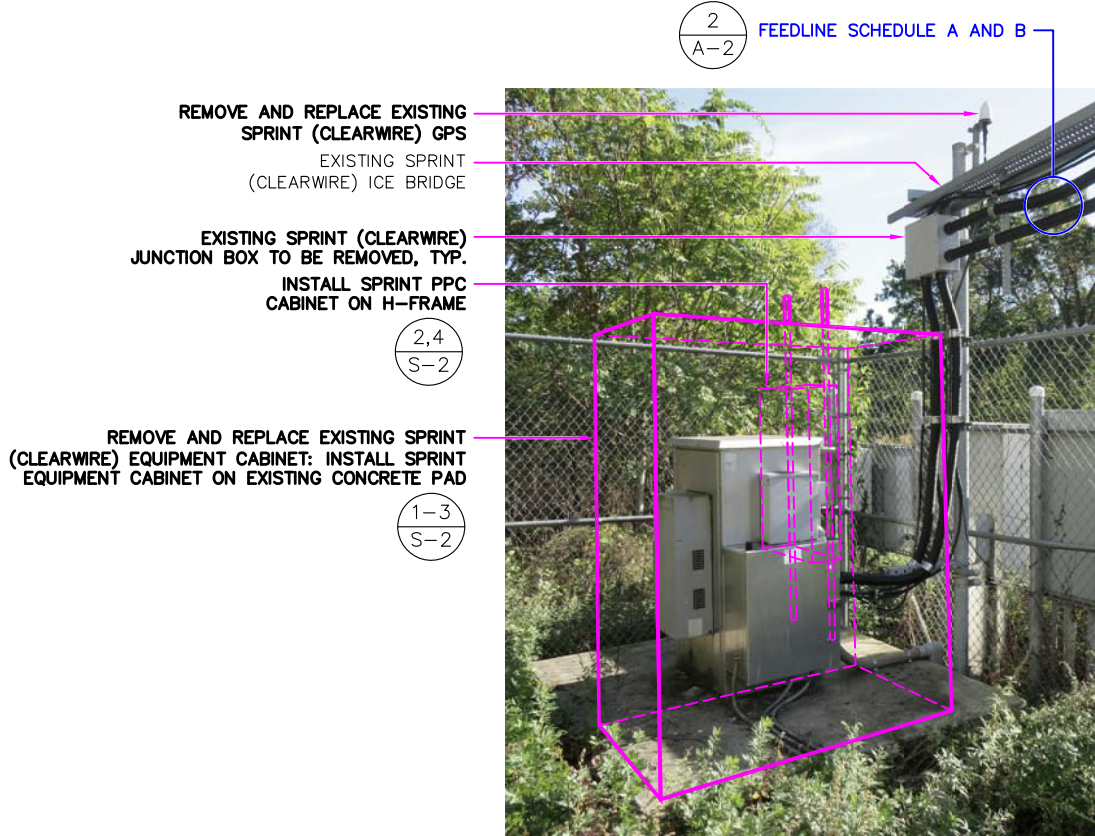 2
A-2
FEEDLINE SCHEDULE A AND B
REMOVE AND REPLACE EXISTING
SPRINT (CLEARWIRE) GPS
EXISTING SPRINT
(CLEARWIRE) ICE BRIDGE
EXISTING SPRINT (CLEARWIRE)
JUNCTION BOX TO BE REMOVED, TYP.
INSTALL SPRINT PPC
CABINET ON H-FRAME
2,4
S-2
REMOVE AND REPLACE EXISTING SPRINT
(CLEARWIRE) EQUIPMENT CABINET: INSTALL SPRINT
EQUIPMENT CABINET ON EXISTING CONCRETE PAD
1-3
S-2